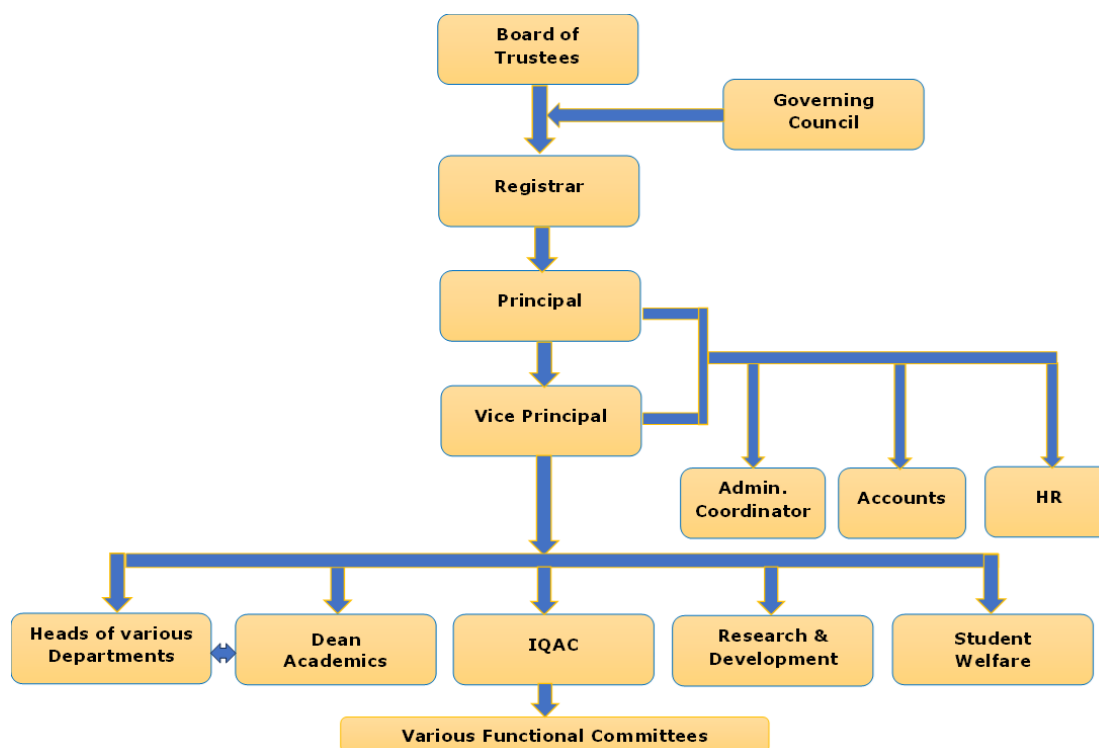 Board of
Trustees
Governing
Council
Registrar
Principal
Vice Principal
Admin.
Coordinator
Accounts
HR
Heads of various
Departments
Dean
Academics
IQAC
Research &
Development
Student
Welfare
Various Functional Committees